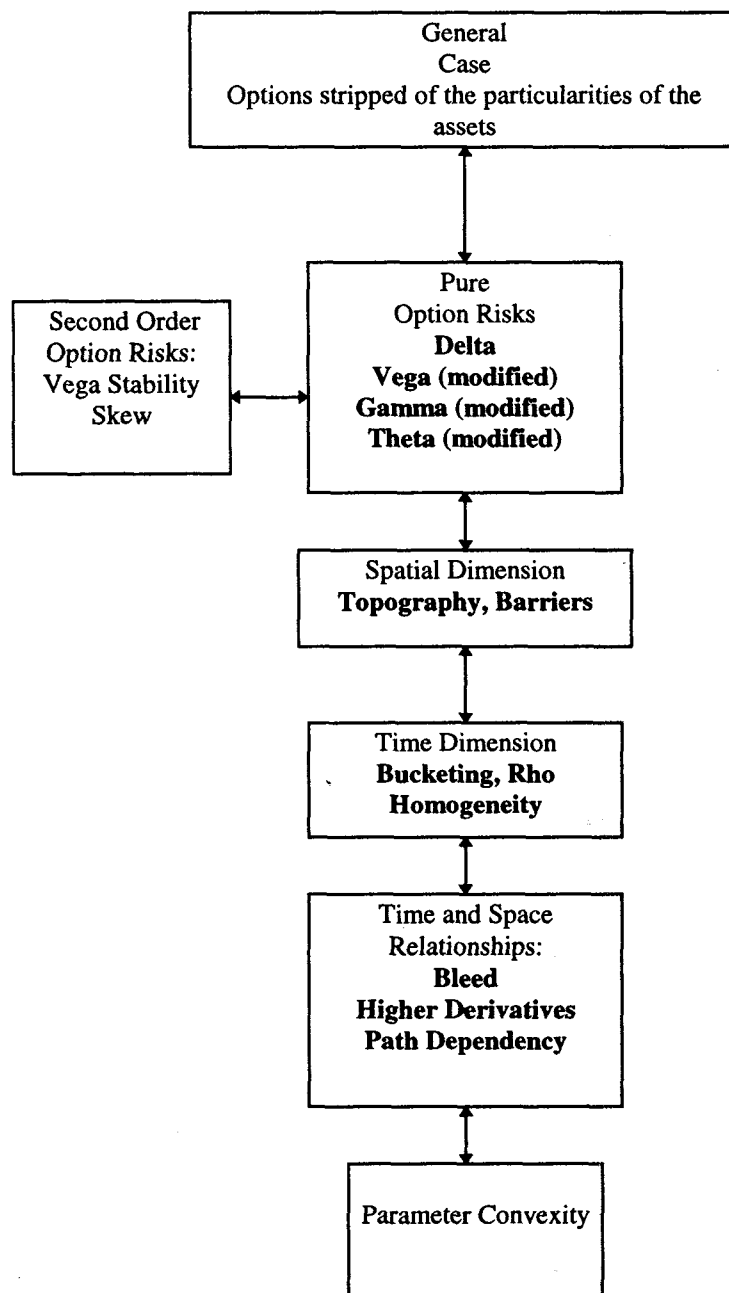 General
Case
Options stripped of the particularities of the
assets
Pure
Option Risks
Delta
Vega (modified)
Gamma (modified)
Theta (modified)
Second Order
Option Risks:
Vega Stability
Skew
Spatial Dimension
Topography, Barriers
Time Dimension
Bucketing, Rho
Homogeneity
Time and Space
Relationships:
Bleed
Higher Derivatives
Path Dependency
Parameter Convexity